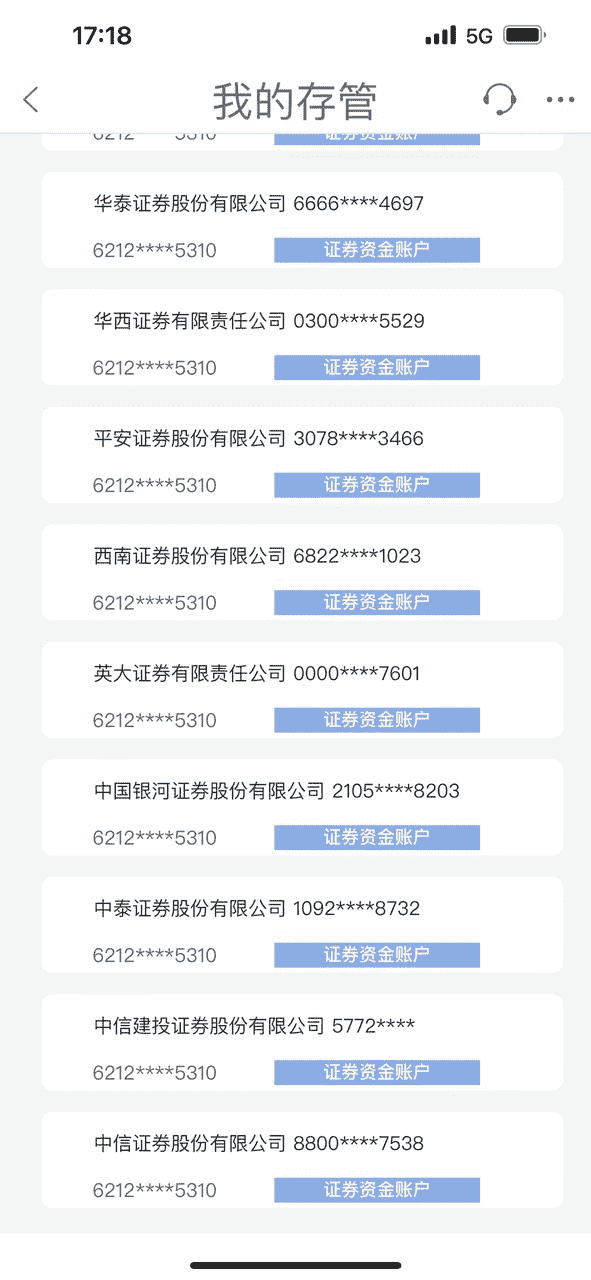 17:18
5G
我的存管
华泰证券股份有限公司 6666****4697
6212****5310 证券资金账户
华西证券有限责任公司 0300****5529
6212****5310 证券资金账户
平安证券股份有限公司 3078****3466
6212****5310 证券资金账户
西南证券股份有限公司 6822****1023
6212****5310 证券资金账户
英大证券有限责任公司 0000****7601
6212****5310 证券资金账户
中国银河证券股份有限公司 2105****8203
6212****5310 证券资金账户
中泰证券股份有限公司 1092****8732
6212****5310 证券资金账户
中信建投证券股份有限公司 5772****
6212****5310 证券资金账户
中信证券股份有限公司 8800****7538
6212****5310 证券资金账户